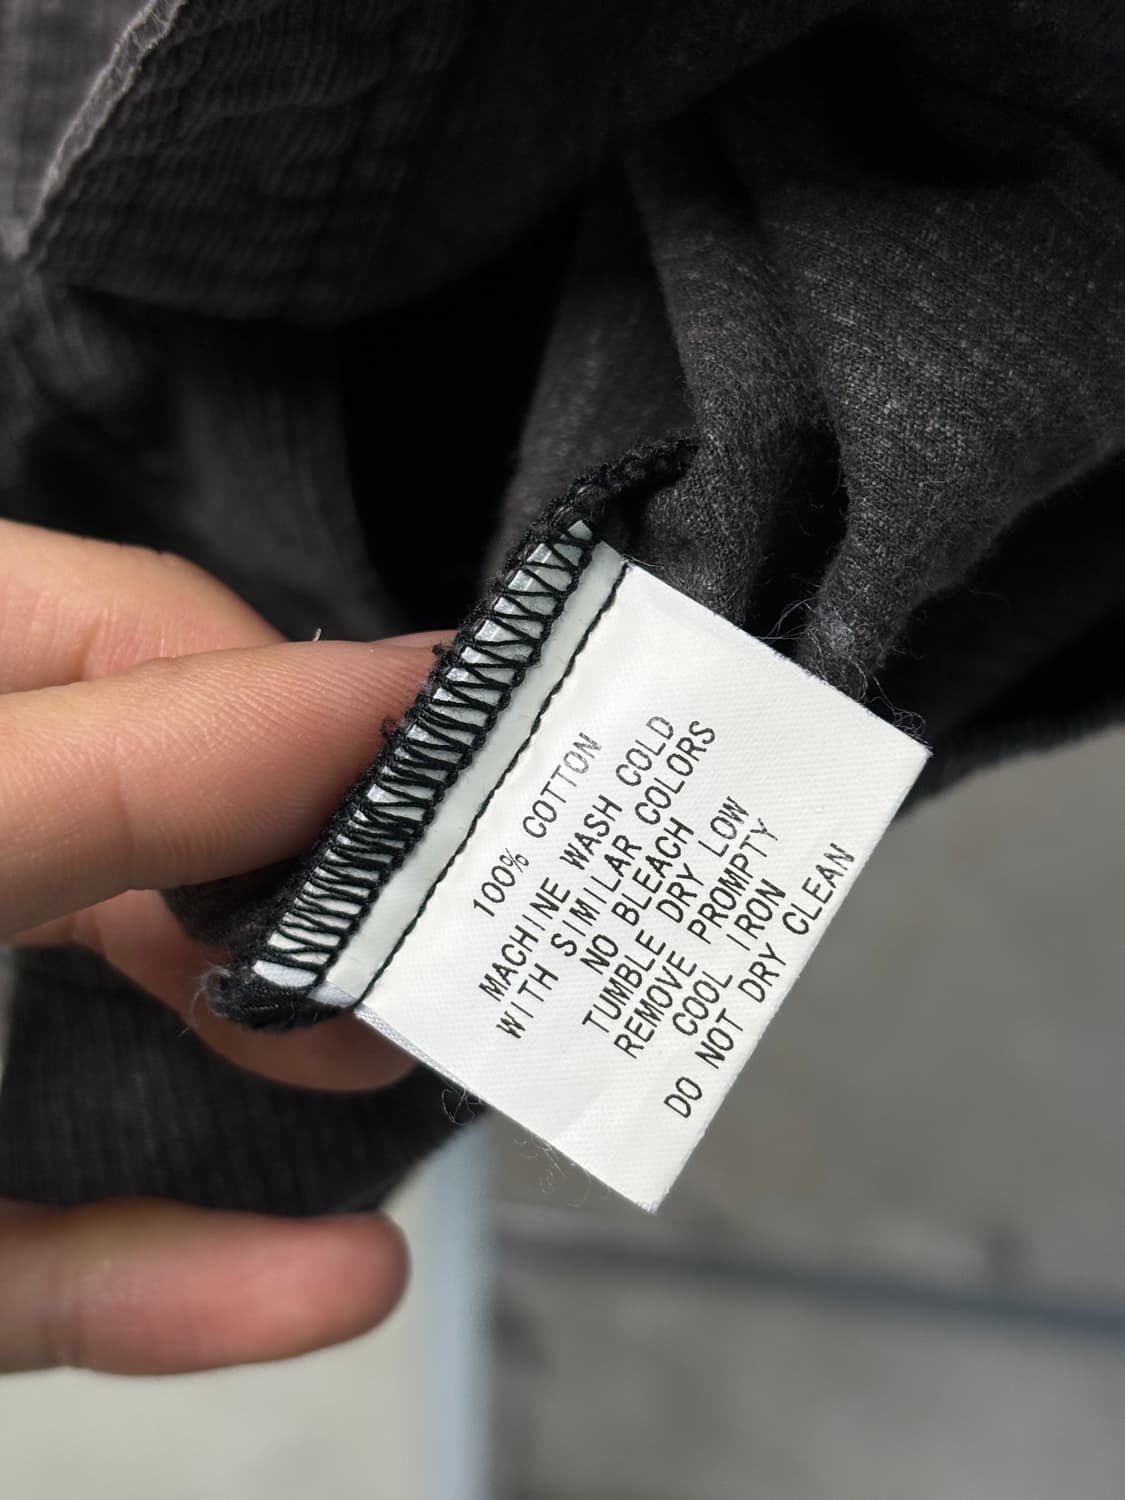 100% COTTON
MACHINE WASH COLD
WITH SIMILAR COLORS
NO BLEACH
TUMBLE DRY LOW
REMOVE PROMPTY
COOL IRON
DO NOT DRY CLEAN